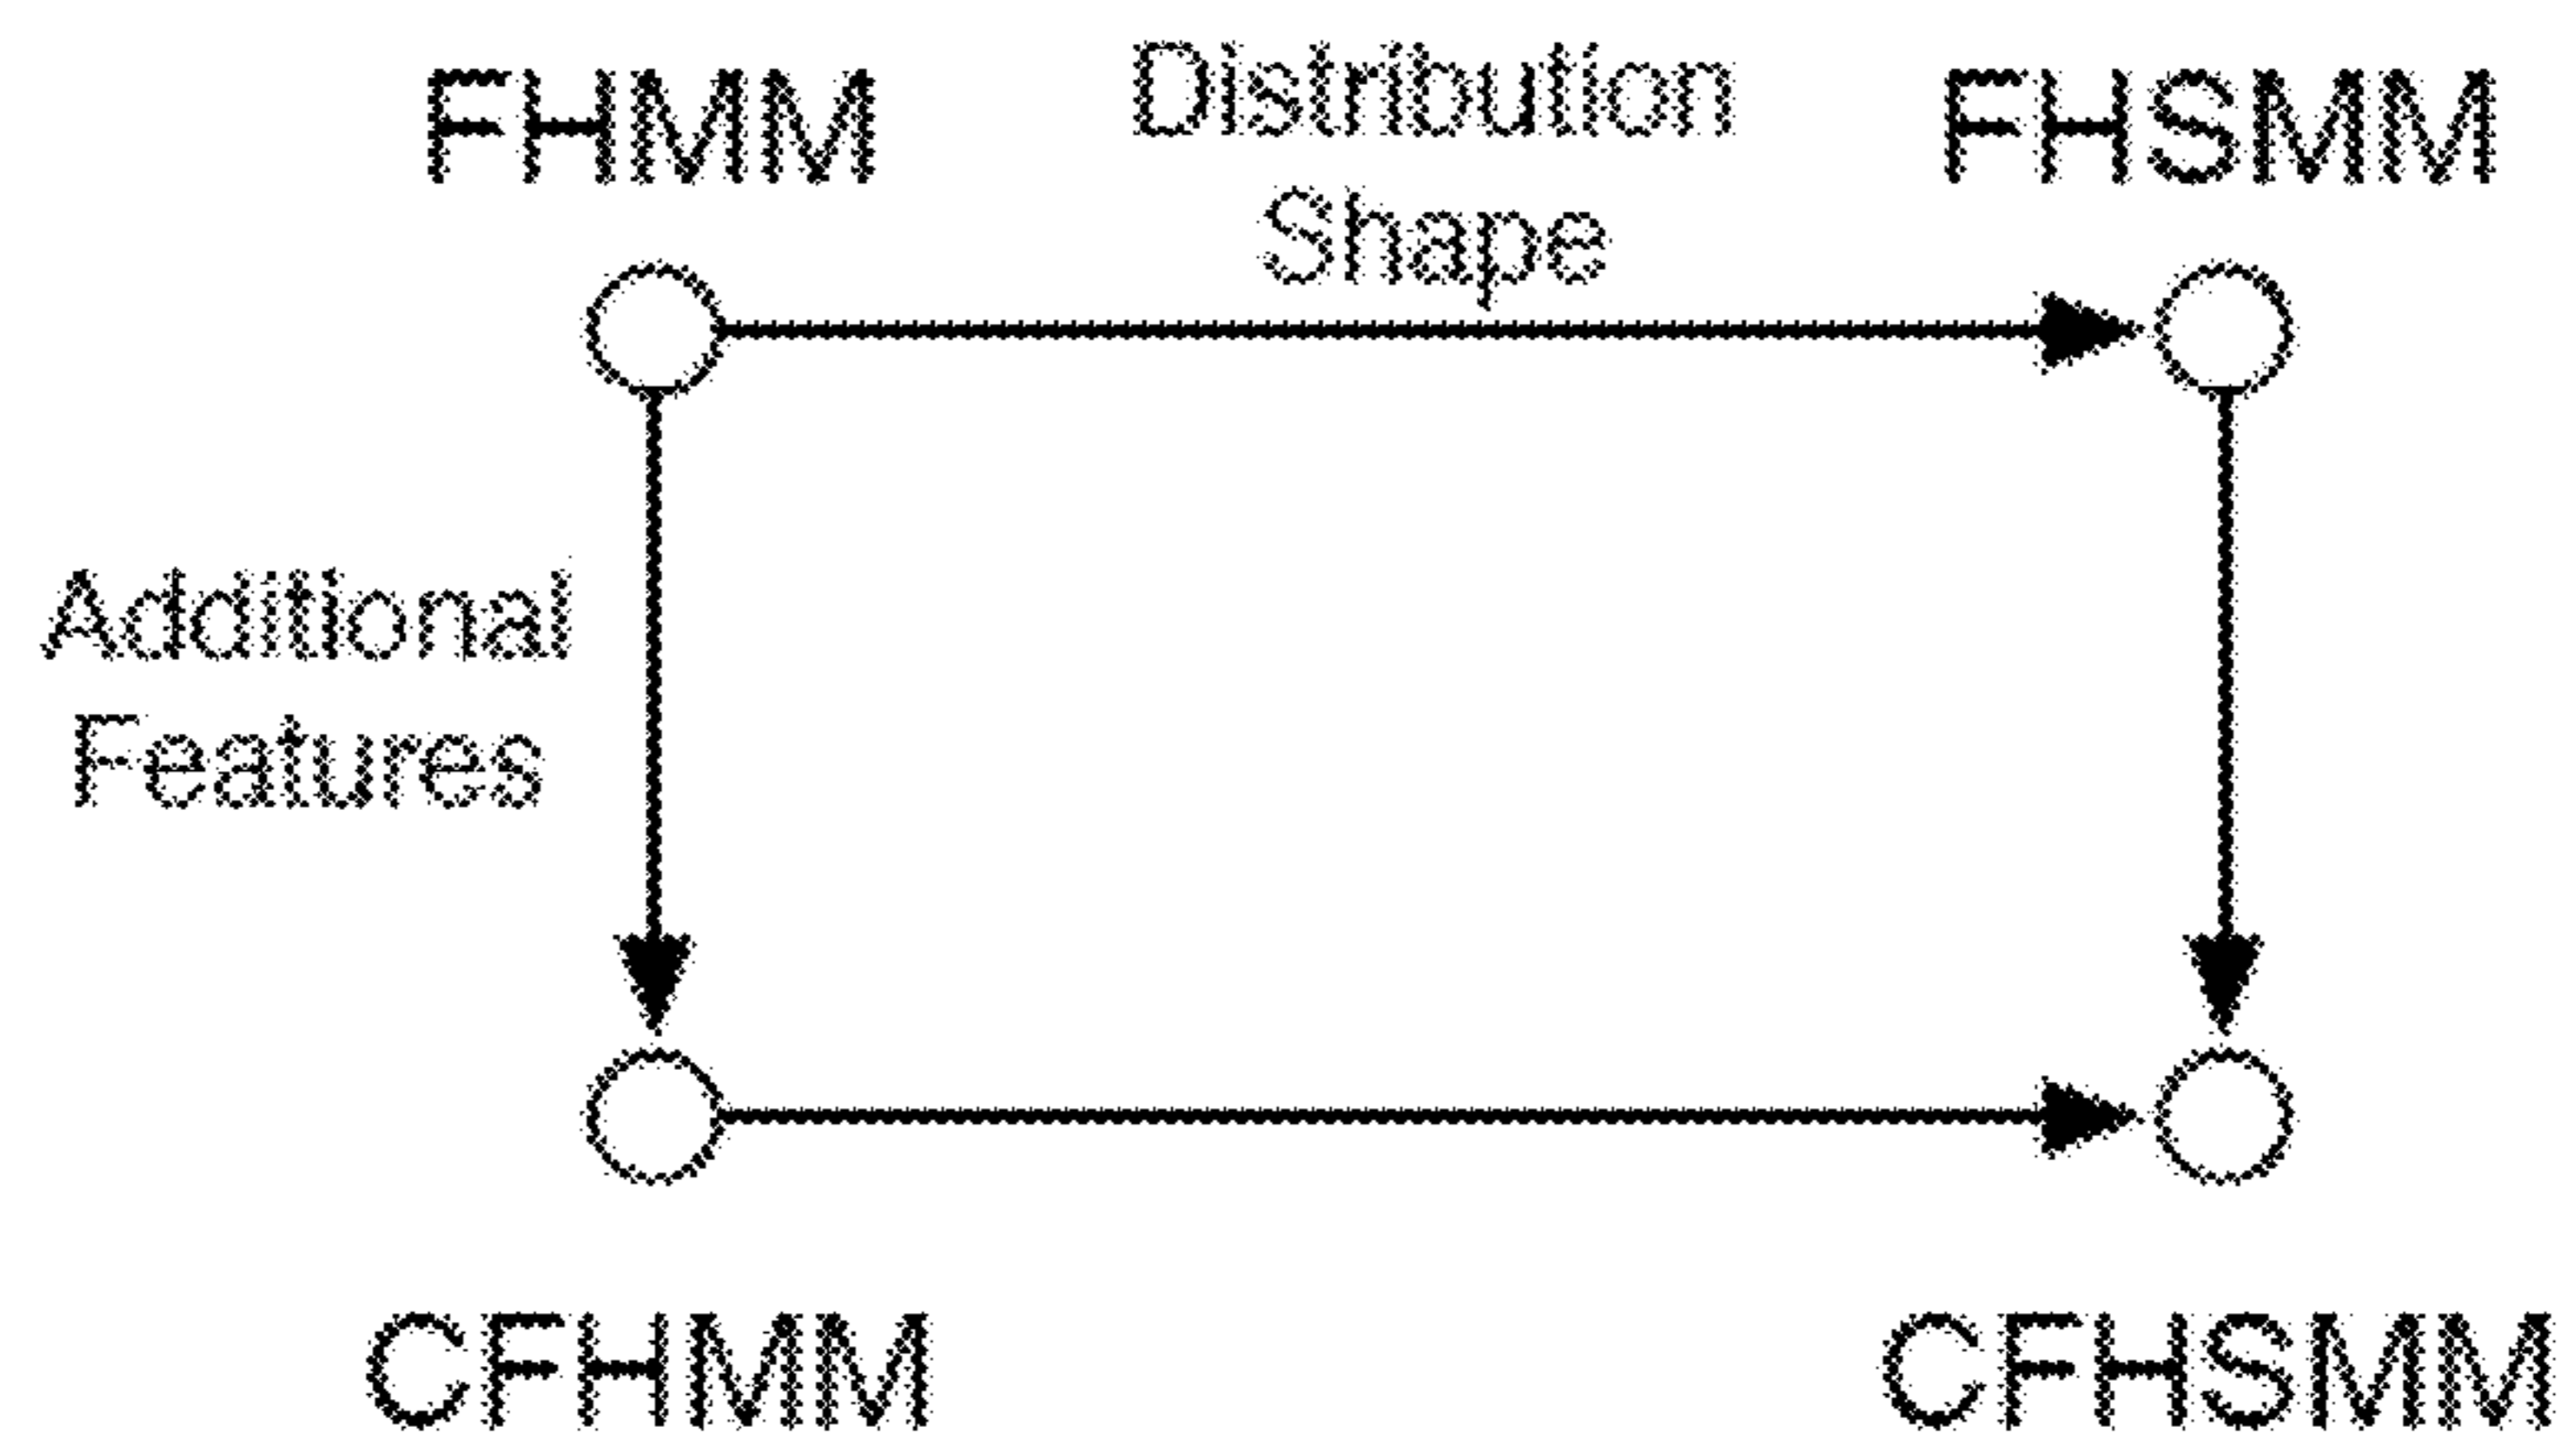 FHMM
Distribution
Shape
FHSMM
Additional
Features
CFHMM
CFHSMM